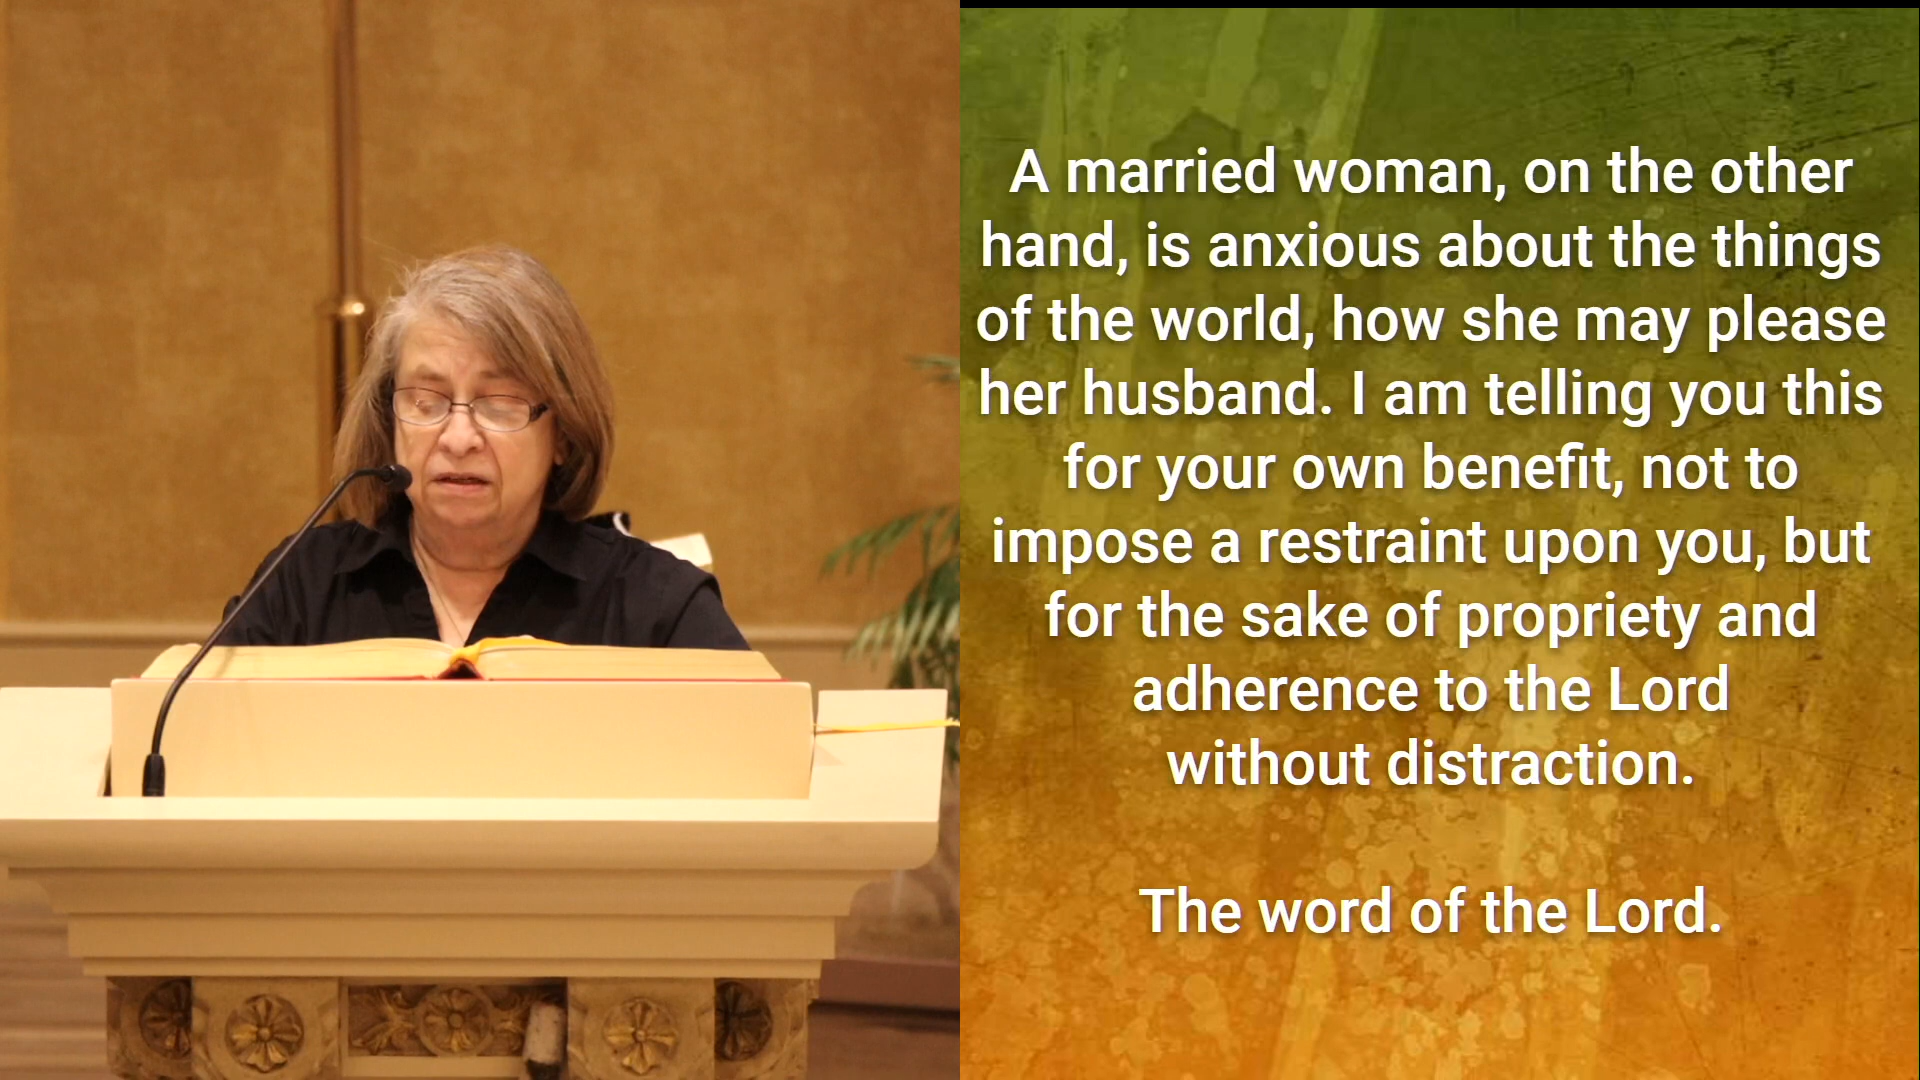 A married woman, on the other
hand, is anxious about the things
of the world, how she may please
her husband. I am telling you this
for your own benefit, not to
impose a restraint upon you, but
for the sake of propriety and
adherence to the Lord
without distraction.
The word of the Lord.